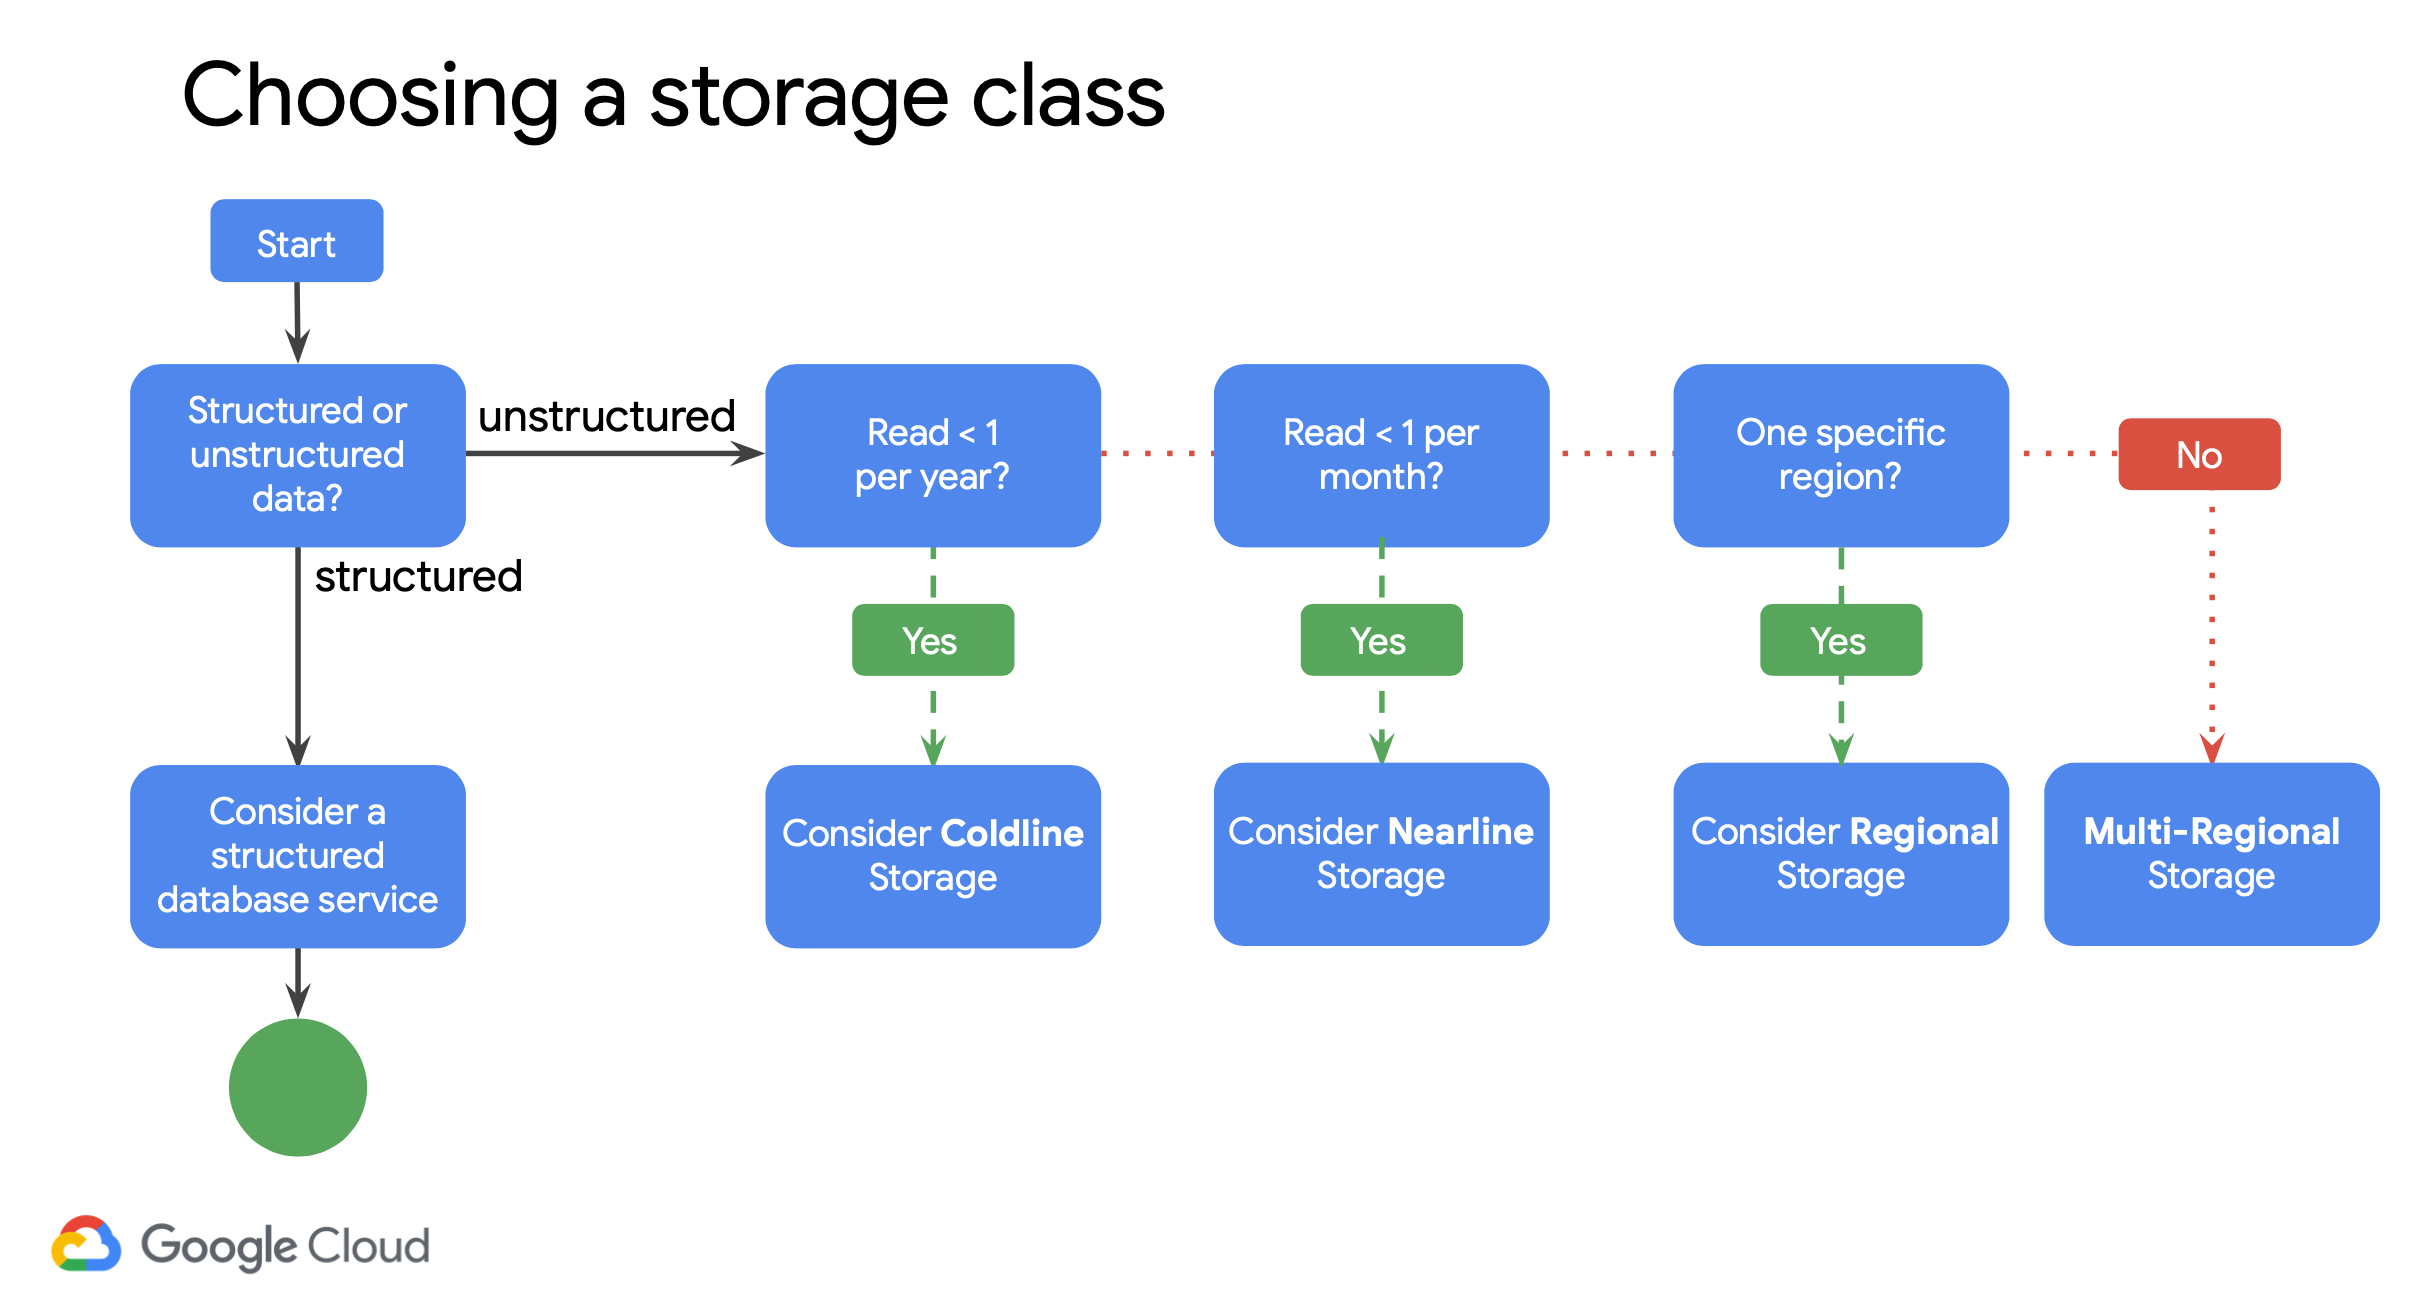 Choosing a storage class
Start
Structured or
unstructured
data?
unstructured
Read < 1
per year?
Read < 1 per
month?
One specific
region?
No
structured
Yes
Yes
Yes
Consider a
structured
database service
Consider Coldline
Storage
Consider Nearline
Storage
Consider Regional
Storage
Multi-Regional
Storage
Google Cloud